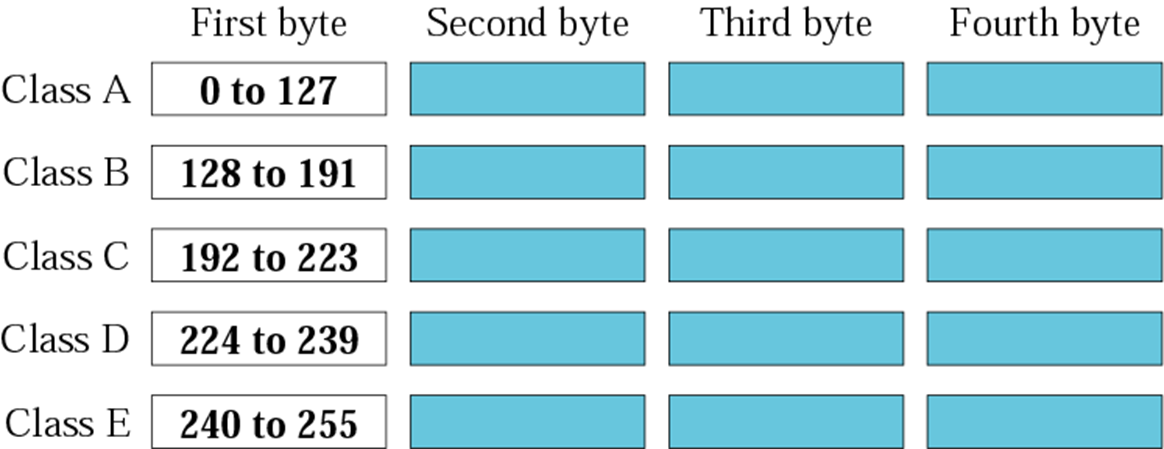 First byte Second byte Third byte Fourth byte
Class A 0 to 127
Class B 128 to 191
Class C 192 to 223
Class D 224 to 239
Class E 240 to 255